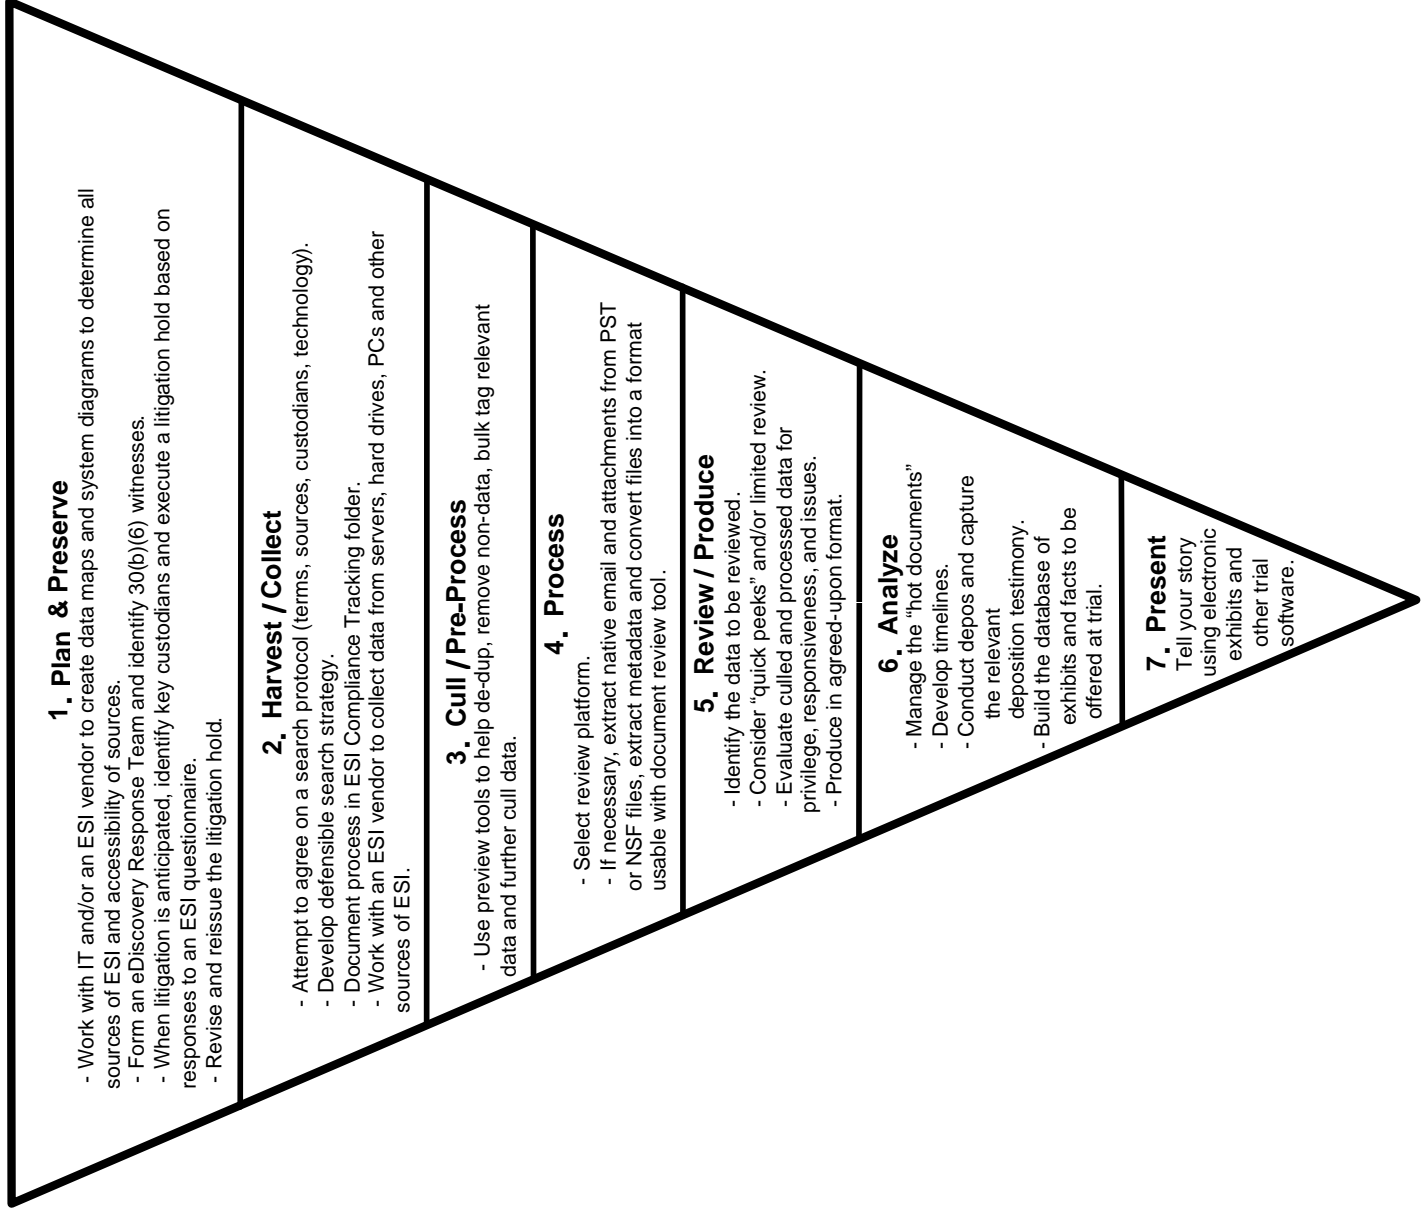 1. Plan & Preserve
- Work with IT and/or an ESI vendor to create data maps and system diagrams to determine all
sources of ESI and accessibility of sources.
- Form an eDiscovery Response Team and identify 30(b)(6) witnesses.
- When litigation is anticipated, identify key custodians and execute a litigation hold based on
responses to an ESI questionnaire.
- Revise and reissue the litigation hold.
2. Harvest / Collect
- Attempt to agree on a search protocol (terms, sources, custodians, technology).
- Develop defensible search strategy.
- Document process in ESI Compliance Tracking folder.
- Work with an ESI vendor to collect data from servers, hard drives, PCs and other
sources of ESI.
3. Cull / Pre-Process
- Use preview tools to help de-dup, remove non-data, bulk tag relevant
data and further cull data.
4. Process
- Select review platform.
- If necessary, extract native email and attachments from PST
or NSF files, extract metadata and convert files into a format
usable with document review tool.
5. Review / Produce
- Identify the data to be reviewed.
- Consider “quick peeks” and/or limited review.
- Evaluate culled and processed data for
privilege, responsiveness, and issues.
- Produce in agreed-upon format.
6. Analyze
- Manage the “hot documents”
- Develop timelines.
- Conduct depos and capture
the relevant
deposition testimony.
- Build the database of
exhibits and facts to be
offered at trial.
7. Present
Tell your story
using electronic
exhibits and
other trial
software.